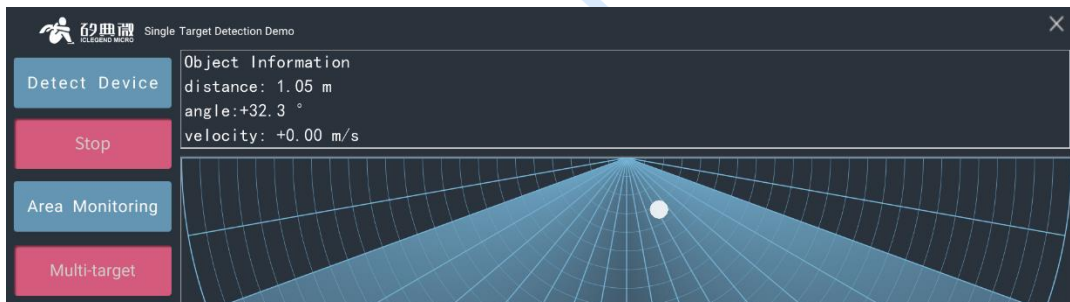 矽典微 Single Target Detection Demo
ICLEGEND MICRO
Detect Device
Stop
Area Monitoring
Multi-target
Object Information
distance: 1.05 m
angle:+32.3 °
velocity: +0.00 m/s